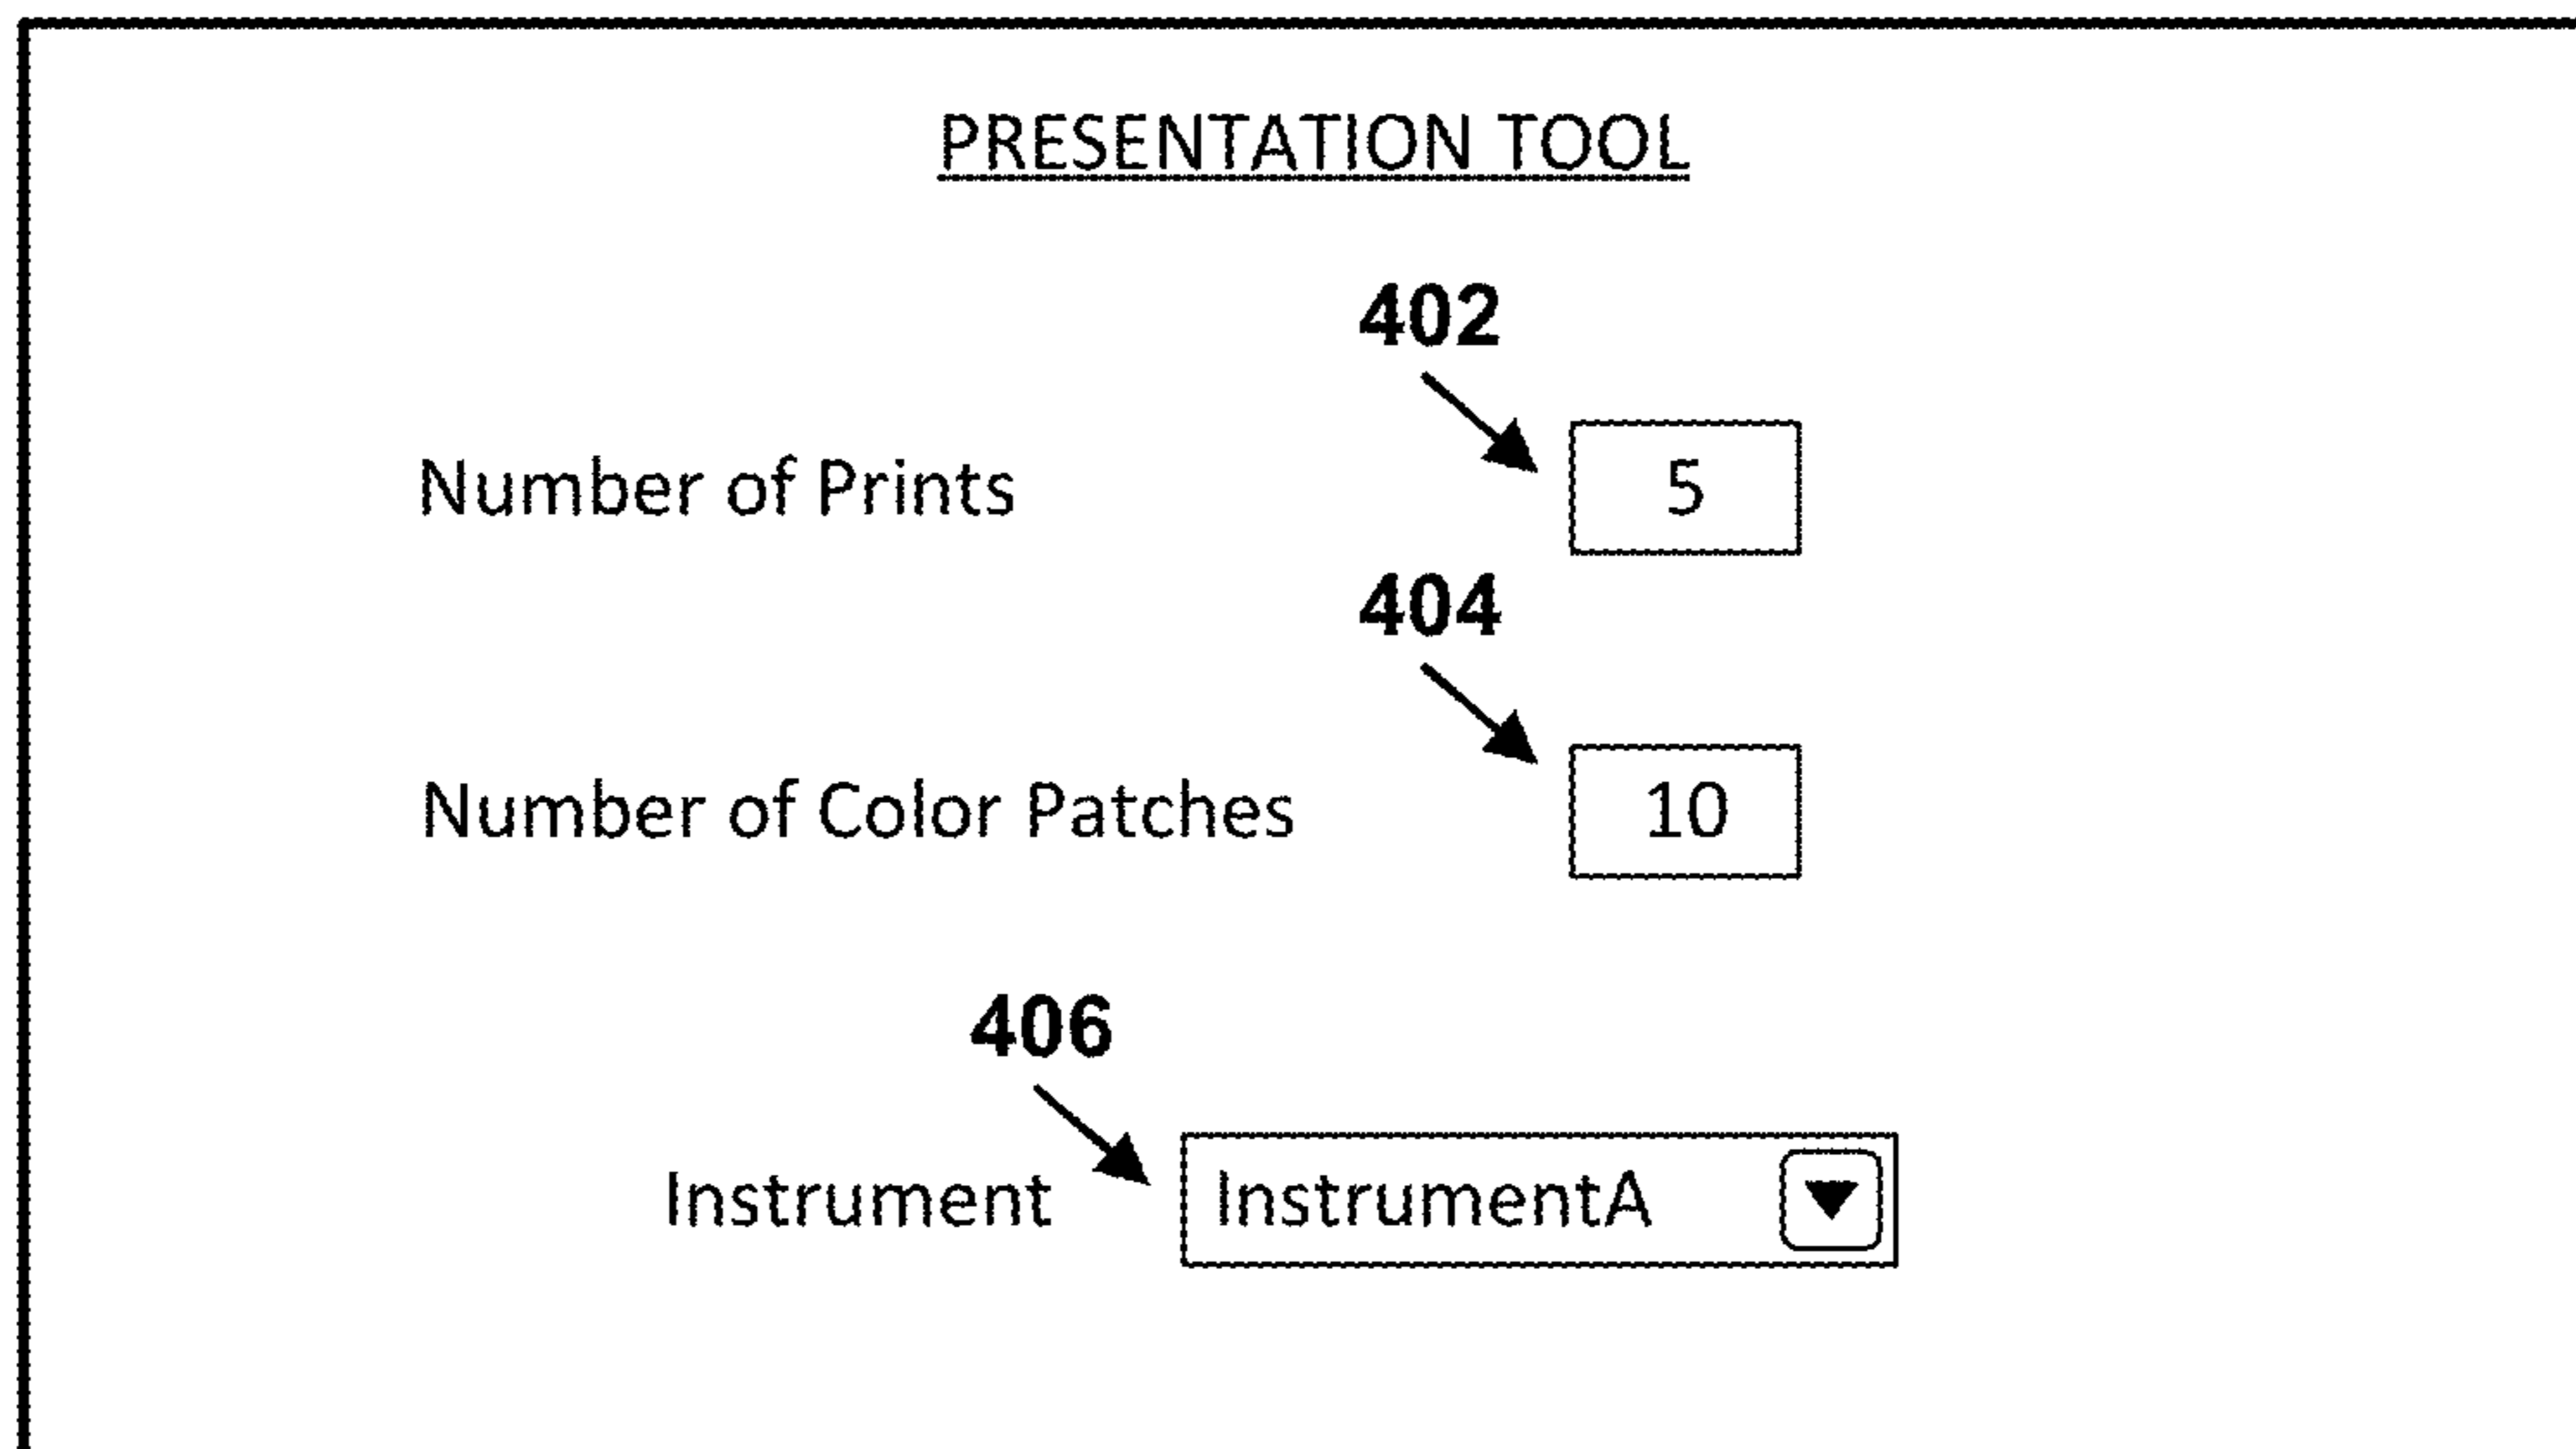 PRESENTATION TOOL
402
Number of Prints 5
404
Number of Color Patches 10
406
Instrument InstrumentA